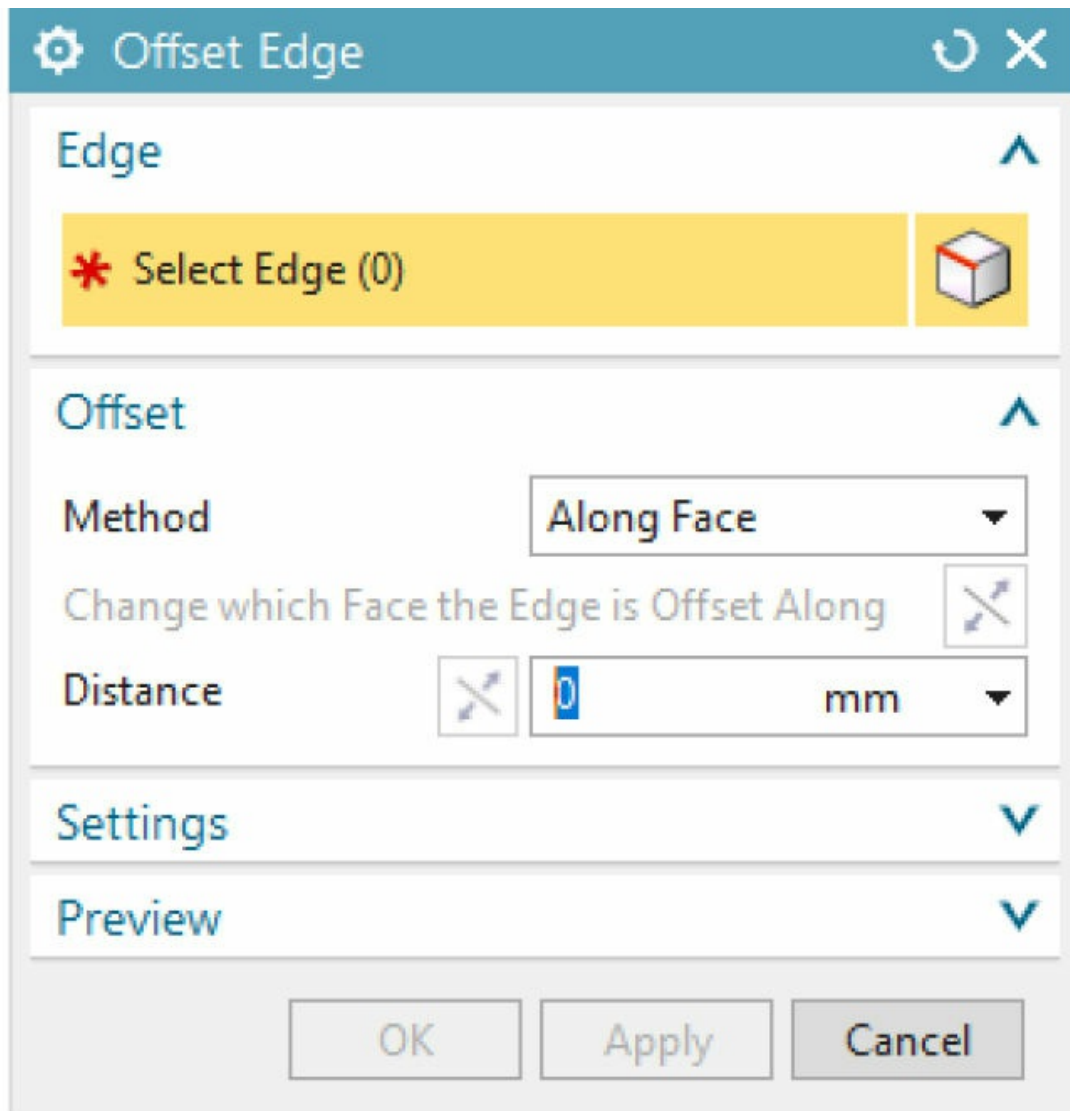 Offset Edge
Edge
* Select Edge (0)
Offset
Method Along Face
Change which Face the Edge is Offset Along
Distance 0 mm
Settings
Preview
OK Apply Cancel